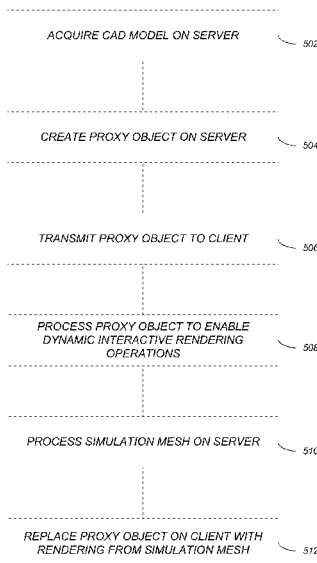 ACQUIRE CAD MODEL ON SERVER
502
CREATE PROXY OBJECT ON SERVER
504
TRANSMIT PROXY OBJECT TO CLIENT
506
PROCESS PROXY OBJECT TO ENABLE
DYNAMIC INTERACTIVE RENDERING
OPERATIONS
508
PROCESS SIMULATION MESH ON SERVER
510
REPLACE PROXY OBJECT ON CLIENT WITH
RENDERING FROM SIMULATION MESH
512